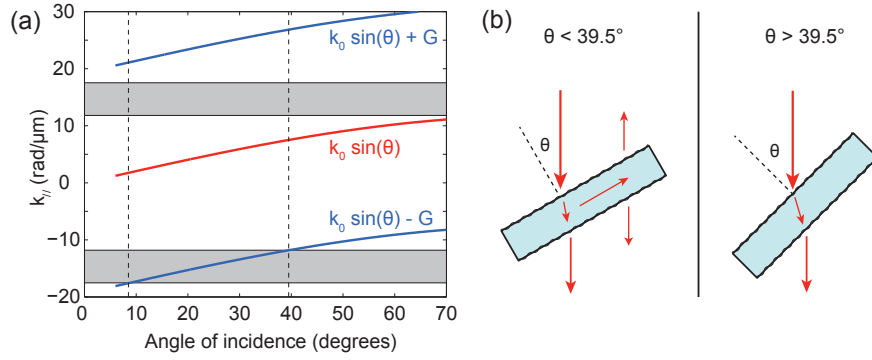 (a)
30
20
10
0
−10
−20
k// (rad/μm)
k₀ sin(θ) + G
k₀ sin(θ)
k₀ sin(θ) - G
0 10 20 30 40 50 60 70
Angle of incidence (degrees)
(b)
θ < 39.5°
θ > 39.5°
θ
θ